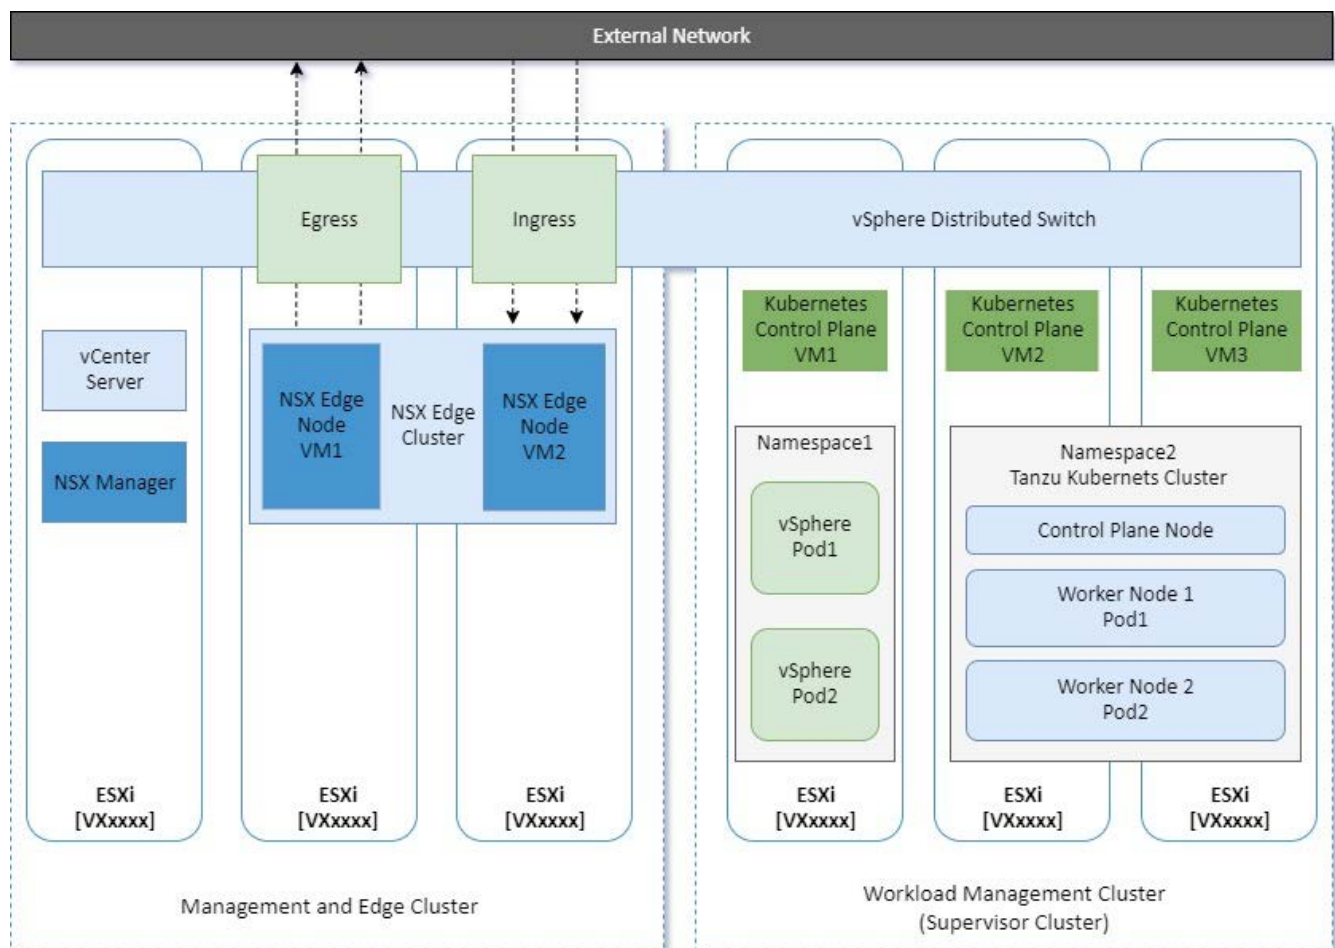 External Network
Egress
Ingress
vSphere Distributed Switch
vCenter
Server
NSX Manager
NSX Edge
Node
VM1
NSX Edge
Cluster
NSX Edge
Node
VM2
Kubernetes
Control Plane
VM1
Kubernetes
Control Plane
VM2
Kubernetes
Control Plane
VM3
Namespace1
vSphere
Pod1
vSphere
Pod2
Namespace2
Tanzu Kubernets Cluster
Control Plane Node
Worker Node 1
Pod1
Worker Node 2
Pod2
ESXi
[VXxxxx]
ESXi
[VXxxxx]
ESXi
[VXxxxx]
ESXi
[VXxxxx]
ESXi
[VXxxxx]
ESXi
[VXxxxx]
Management and Edge Cluster
Workload Management Cluster
(Supervisor Cluster)